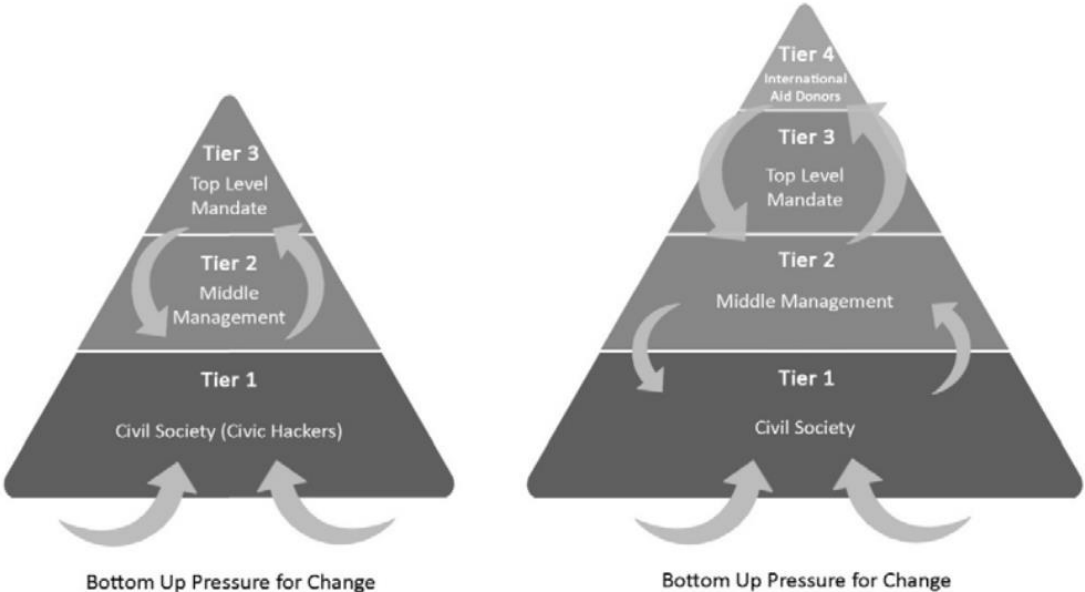 Tier 3
Top Level
Mandate
Tier 2
Middle
Management
Tier 1
Civil Society (Civic Hackers)
Bottom Up Pressure for Change
Tier 4
International
Aid Donors
Tier 3
Top Level
Mandate
Tier 2
Middle Management
Tier 1
Civil Society
Bottom Up Pressure for Change